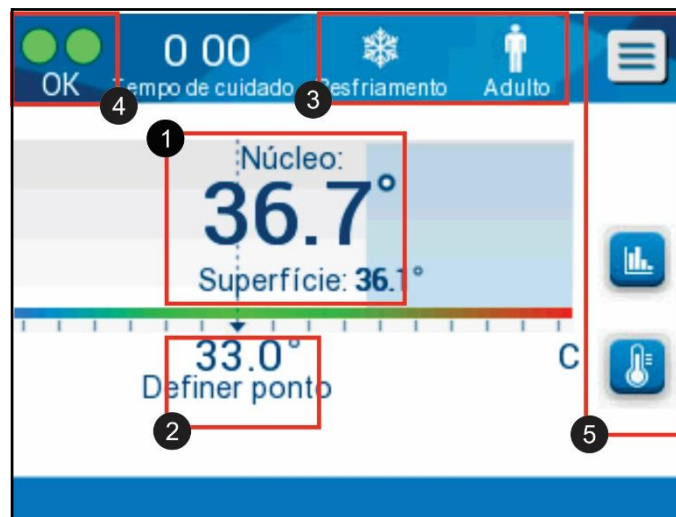 OK
0 00
Tempo de cuidado
Resfriamento
Adulto
4
3
1
Núcleo:
36.7°
Superfície: 36.1°
33.0°
C
Definer ponto
2
5